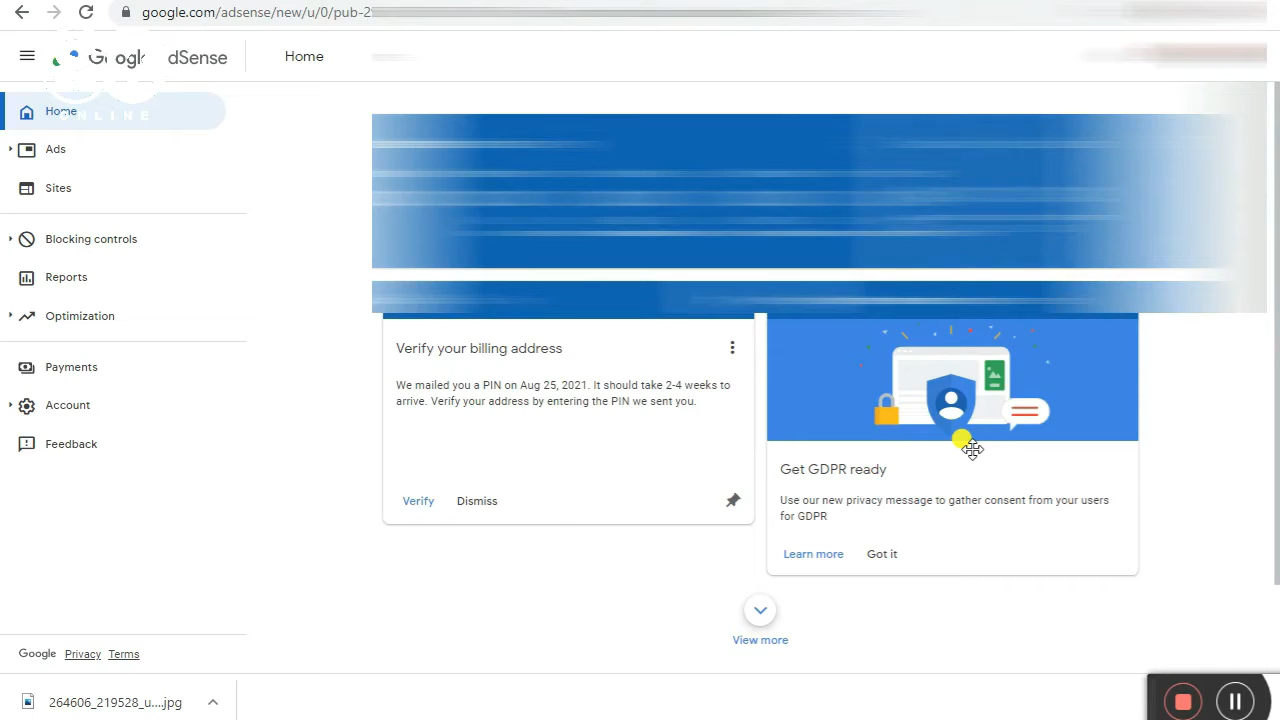 google.com/adsense/new/u/0/pub-2
Google AdSense
Home
ONLINE
Home
Ads
Sites
Blocking controls
Reports
Optimization
Payments
Account
Feedback
Verify your billing address
We mailed you a PIN on Aug 25, 2021. It should take 2-4 weeks to
arrive. Verify your address by entering the PIN we sent you.
Verify Dismiss
Get GDPR ready
Use our new privacy message to gather consent from your users
for GDPR
Learn more Got it
View more
Google Privacy Terms
264606_219528_u....jpg